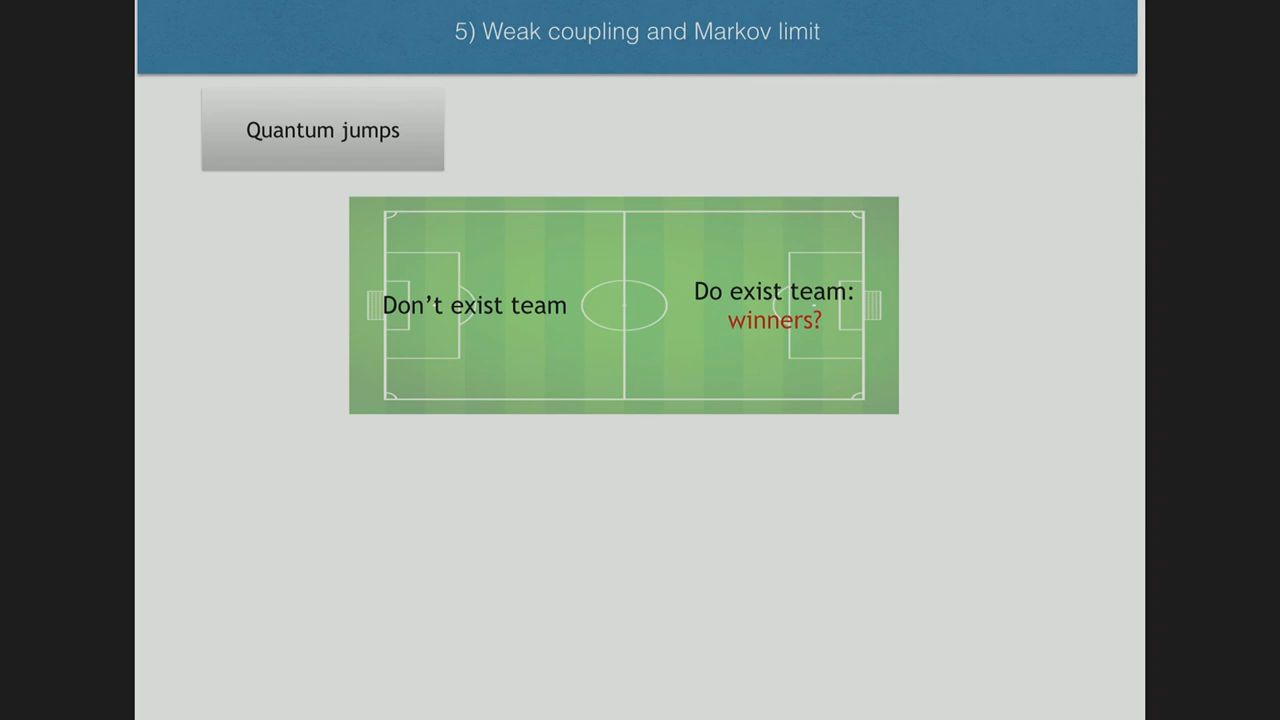 5) Weak coupling and Markov limit
Quantum jumps
Don’t exist team
Do exist team:
winners?